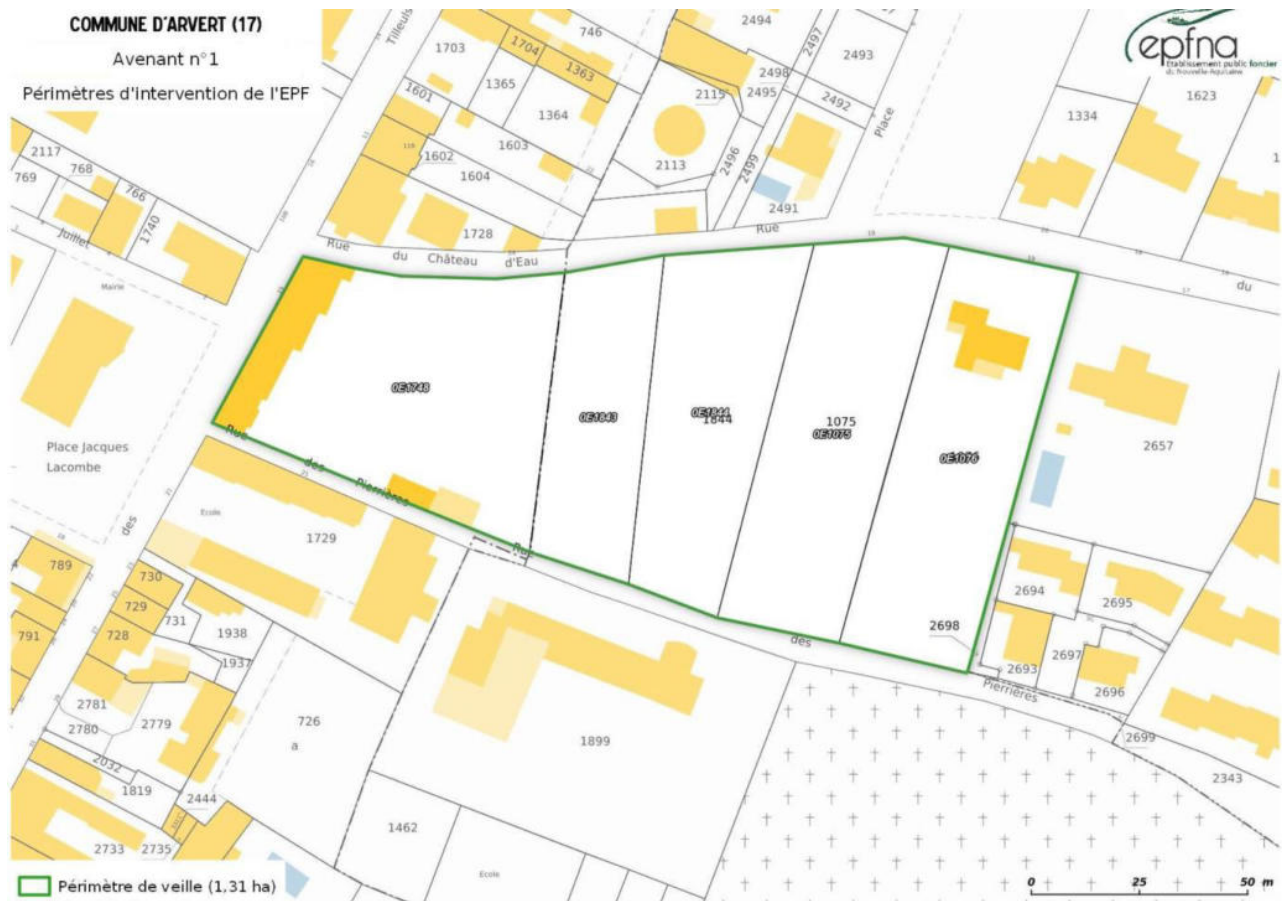 COMMUNE D'ARVERT (17)
Avenant n°1
Périmètres d'intervention de l'EPF
epfna
Établissement public foncier
de Nouvelle-Aquitaine
Tilleuls
1703
1704
746
1363
1365
1364
1601
1602
1603
1604
1728
2494
2497
2493
2498
2115
2495
2492
2113
2496
2499
2491
Place
1334
1623
2117
768
769
766
1740
Juillet
Mairie
Rue
du
Château
d'Eau
Rue
du
0E1748
0E1843
0E1844
1844
1075
0E1075
0E1076
2657
Place Jacques
Lacombe
Rue
des
Pierrières
Rue
des
Pierrières
des
Ecole
1729
789
730
729
731
728
791
1938
1937
2781
2780
2779
2032
1819
2444
2733
2735
726
a
1899
1462
Ecole
2694
2695
2698
2693
2697
2696
2699
2343
Périmètre de veille (1,31 ha)
0 25 50 m